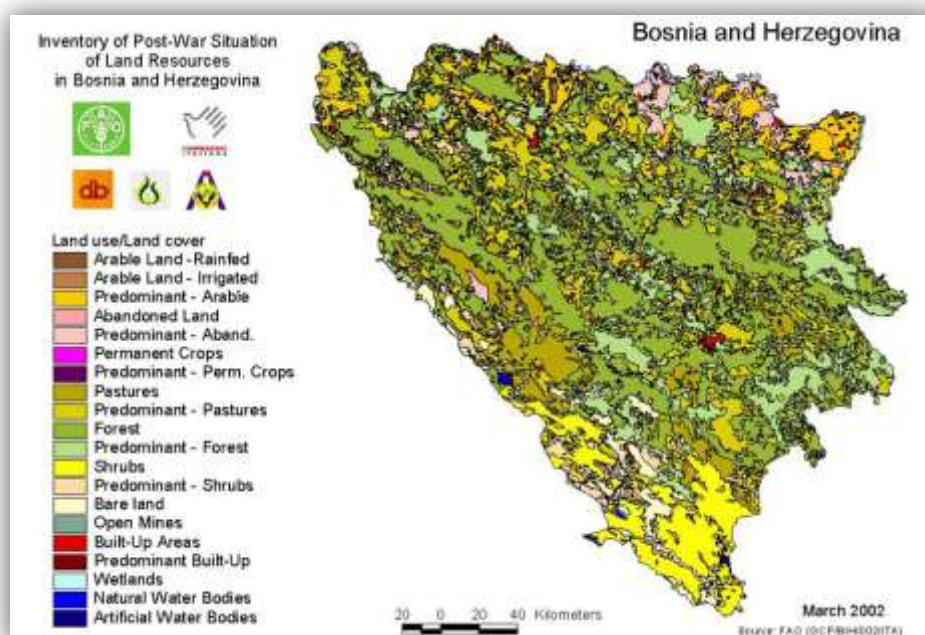 Inventory of Post-War Situation
of Land Resources
in Bosnia and Herzegovina
Bosnia and Herzegovina
F A O
db
Land use/Land cover
Arable Land - Rainfed
Arable Land - Irrigated
Predominant - Arable
Abandoned Land
Predominant - Aband.
Permanent Crops
Predominant - Perm. Crops
Pastures
Predominant - Pastures
Forest
Predominant - Forest
Shrubs
Predominant - Shrubs
Bare land
Open Mines
Built-Up Areas
Predominant Built-Up
Wetlands
Natural Water Bodies
Artificial Water Bodies
20 0 20 40 Kilometers
March 2002
Source: FAO